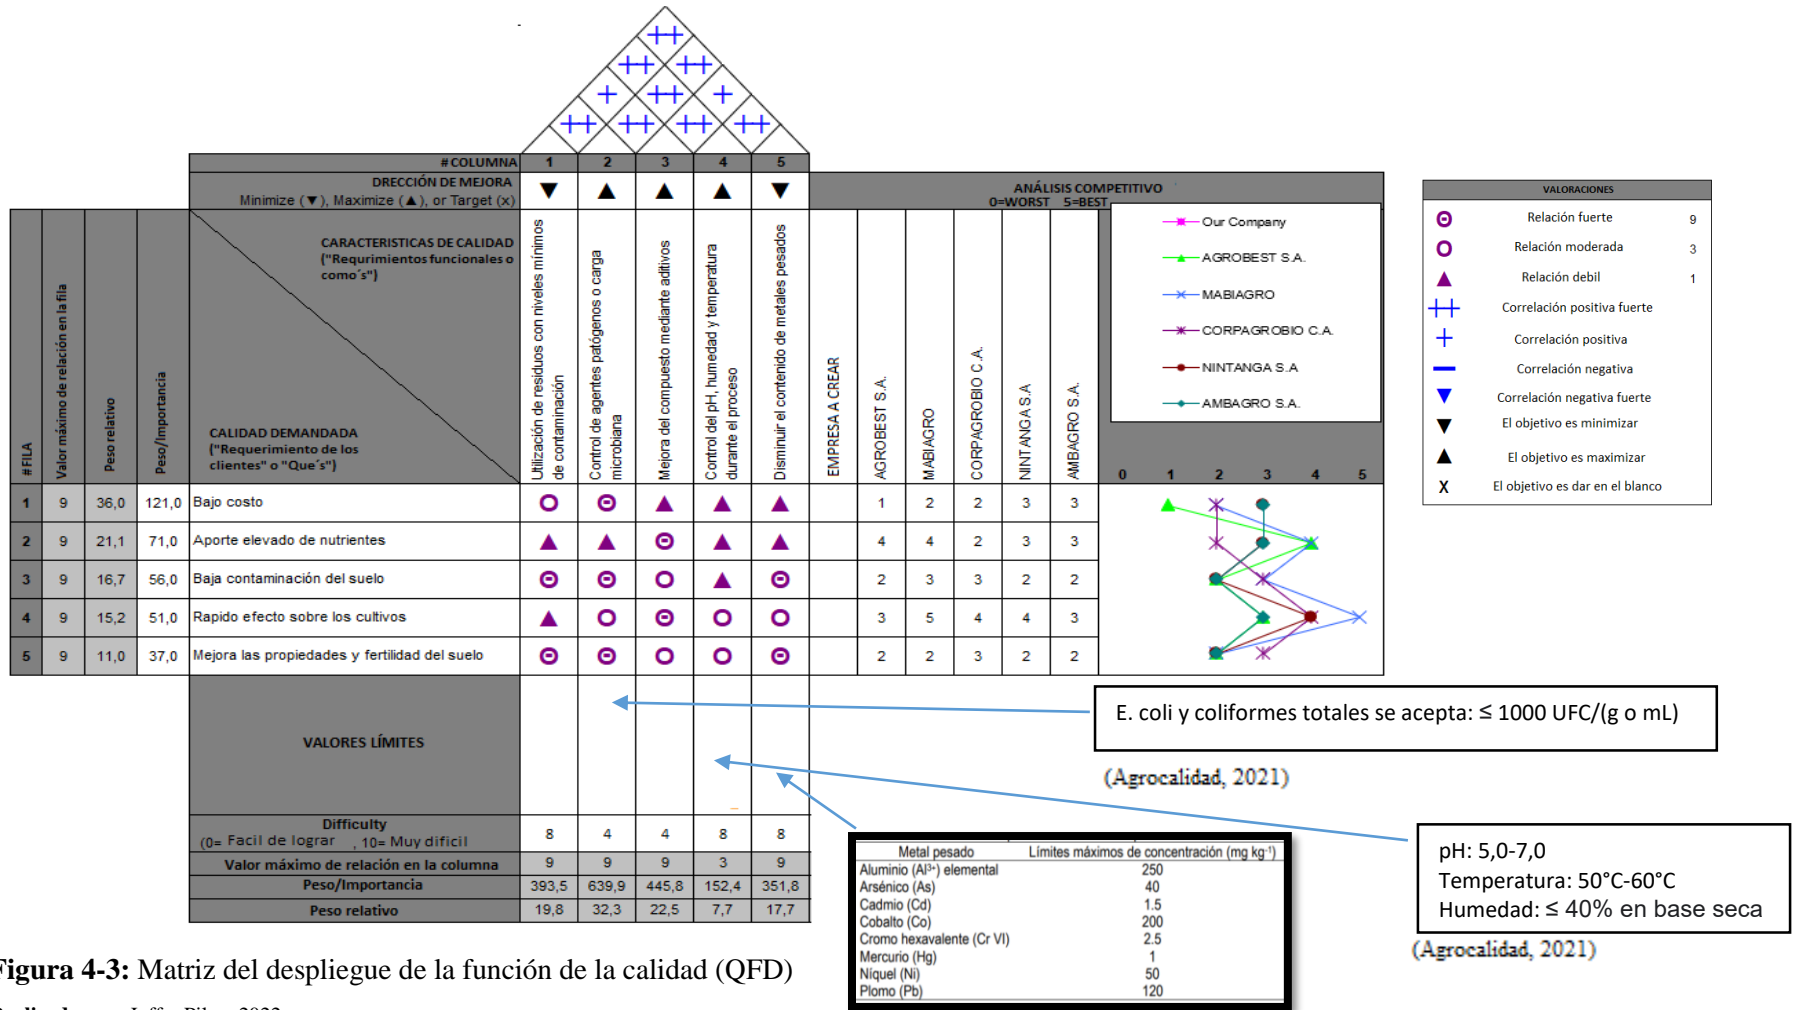 # COLUMNA 1 2 3 4 5
DRECCIÓN DE MEJORA
Minimize (▼), Maximize (▲), or Target (x)
▼ ▲ ▲ ▲ ▼
ANÁLISIS COMPETITIVO
0=WORST 5=BEST
# FILA
Valor máximo de relación en la fila
Peso relativo
Peso/Importancia
CARACTERISTICAS DE CALIDAD
("Requrimientos funcionales o
como´s")
CALIDAD DEMANDADA
("Requerimiento de los
clientes" o "Que´s")
Utilización de residuos con niveles mínimos
de contaminación
Control de agentes patógenos o carga
microbiana
Mejora del compuesto mediante aditivos
Control del pH, humedad y temperatura
durante el proceso
Disminuir el contenido de metales pesados
EMPRESA A CREAR
AGROBEST S.A.
MABIAGRO
CORPAGROBIO C.A.
NINTANGA S.A
AMBAGRO S.A.
Our Company
AGROBEST S.A.
MABIAGRO
CORPAGROBIO C.A.
NINTANGA S.A
AMBAGRO S.A.
0 1 2 3 4 5
1 9 36,0 121,0 Bajo costo 1 2 2 3 3
2 9 21,1 71,0 Aporte elevado de nutrientes 4 4 2 3 3
3 9 16,7 56,0 Baja contaminación del suelo 2 3 3 2 2
4 9 15,2 51,0 Rapido efecto sobre los cultivos 3 5 4 4 3
5 9 11,0 37,0 Mejora las propiedades y fertilidad del suelo 2 2 3 2 2
VALORACIONES
Relación fuerte 9
Relación moderada 3
Relación debil 1
Correlación positiva fuerte
Correlación positiva
Correlación negativa
Correlación negativa fuerte
El objetivo es minimizar
El objetivo es maximizar
X El objetivo es dar en el blanco
VALORES LÍMITES
E. coli y coliformes totales se acepta: ≤ 1000 UFC/(g o mL)
(Agrocalidad, 2021)
Difficulty
(0= Facil de lograr , 10= Muy dificil
8 4 4 8 8
Valor máximo de relación en la columna 9 9 9 3 9
Peso/Importancia 393,5 639,9 445,8 152,4 351,8
Peso relativo 19,8 32,3 22,5 7,7 17,7
Metal pesado Límites máximos de concentración (mg kg-1)
Aluminio (Al³⁺) elemental 250
Arsénico (As) 40
Cadmio (Cd) 1.5
Cobalto (Co) 200
Cromo hexavalente (Cr VI) 2.5
Mercurio (Hg) 1
Níquel (Ni) 50
Plomo (Pb) 120
pH: 5,0-7,0
Temperatura: 50°C-60°C
Humedad: ≤ 40% en base seca
(Agrocalidad, 2021)
Figura 4-3: Matriz del despliegue de la función de la calidad (QFD)